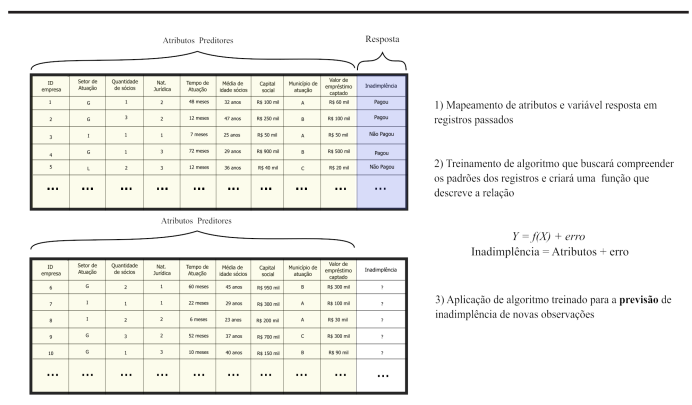 Atributos Preditores Resposta
ID empresa Setor de Atuação Quantidade de sócios Nat. Jurídica Tempo de Atuação Média de idade sócios Capital social Município de atuação Valor de empréstimo captado Inadimplência
1 G 1 2 48 meses 32 anos R$ 100 mil A R$ 60 mil Pagou
2 G 3 2 12 meses 47 anos R$ 250 mil B R$ 100 mil Pagou
3 I 1 1 7 meses 25 anos R$ 50 mil A R$ 50 mil Não Pagou
4 G 1 3 72 meses 29 anos R$ 900 mil B R$ 500 mil Pagou
5 L 2 3 12 meses 36 anos R$ 40 mil C R$ 20 mil Não Pagou
... ... ... ... ... ... ... ... ... ...
Atributos Preditores
ID empresa Setor de Atuação Quantidade de sócios Nat. Jurídica Tempo de Atuação Média de idade sócios Capital social Município de atuação Valor de empréstimo captado Inadimplência
6 G 2 1 60 meses 45 anos R$ 950 mil B R$ 300 mil ?
7 I 1 1 22 meses 29 anos R$ 300 mil A R$ 100 mil ?
8 I 2 2 6 meses 23 anos R$ 200 mil A R$ 30 mil ?
9 G 3 2 52 meses 37 anos R$ 700 mil C R$ 300 mil ?
10 G 1 3 10 meses 40 anos R$ 150 mil B R$ 90 mil ?
... ... ... ... ... ... ... ... ... ...
1) Mapeamento de atributos e variável resposta em
registros passados
2) Treinamento de algoritmo que buscará compreender
os padrões dos registros e criará uma função que
descreve a relação
Y = f(X) + erro
Inadimplência = Atributos + erro
3) Aplicação de algoritmo treinado para a previsão de
inadimplência de novas observações